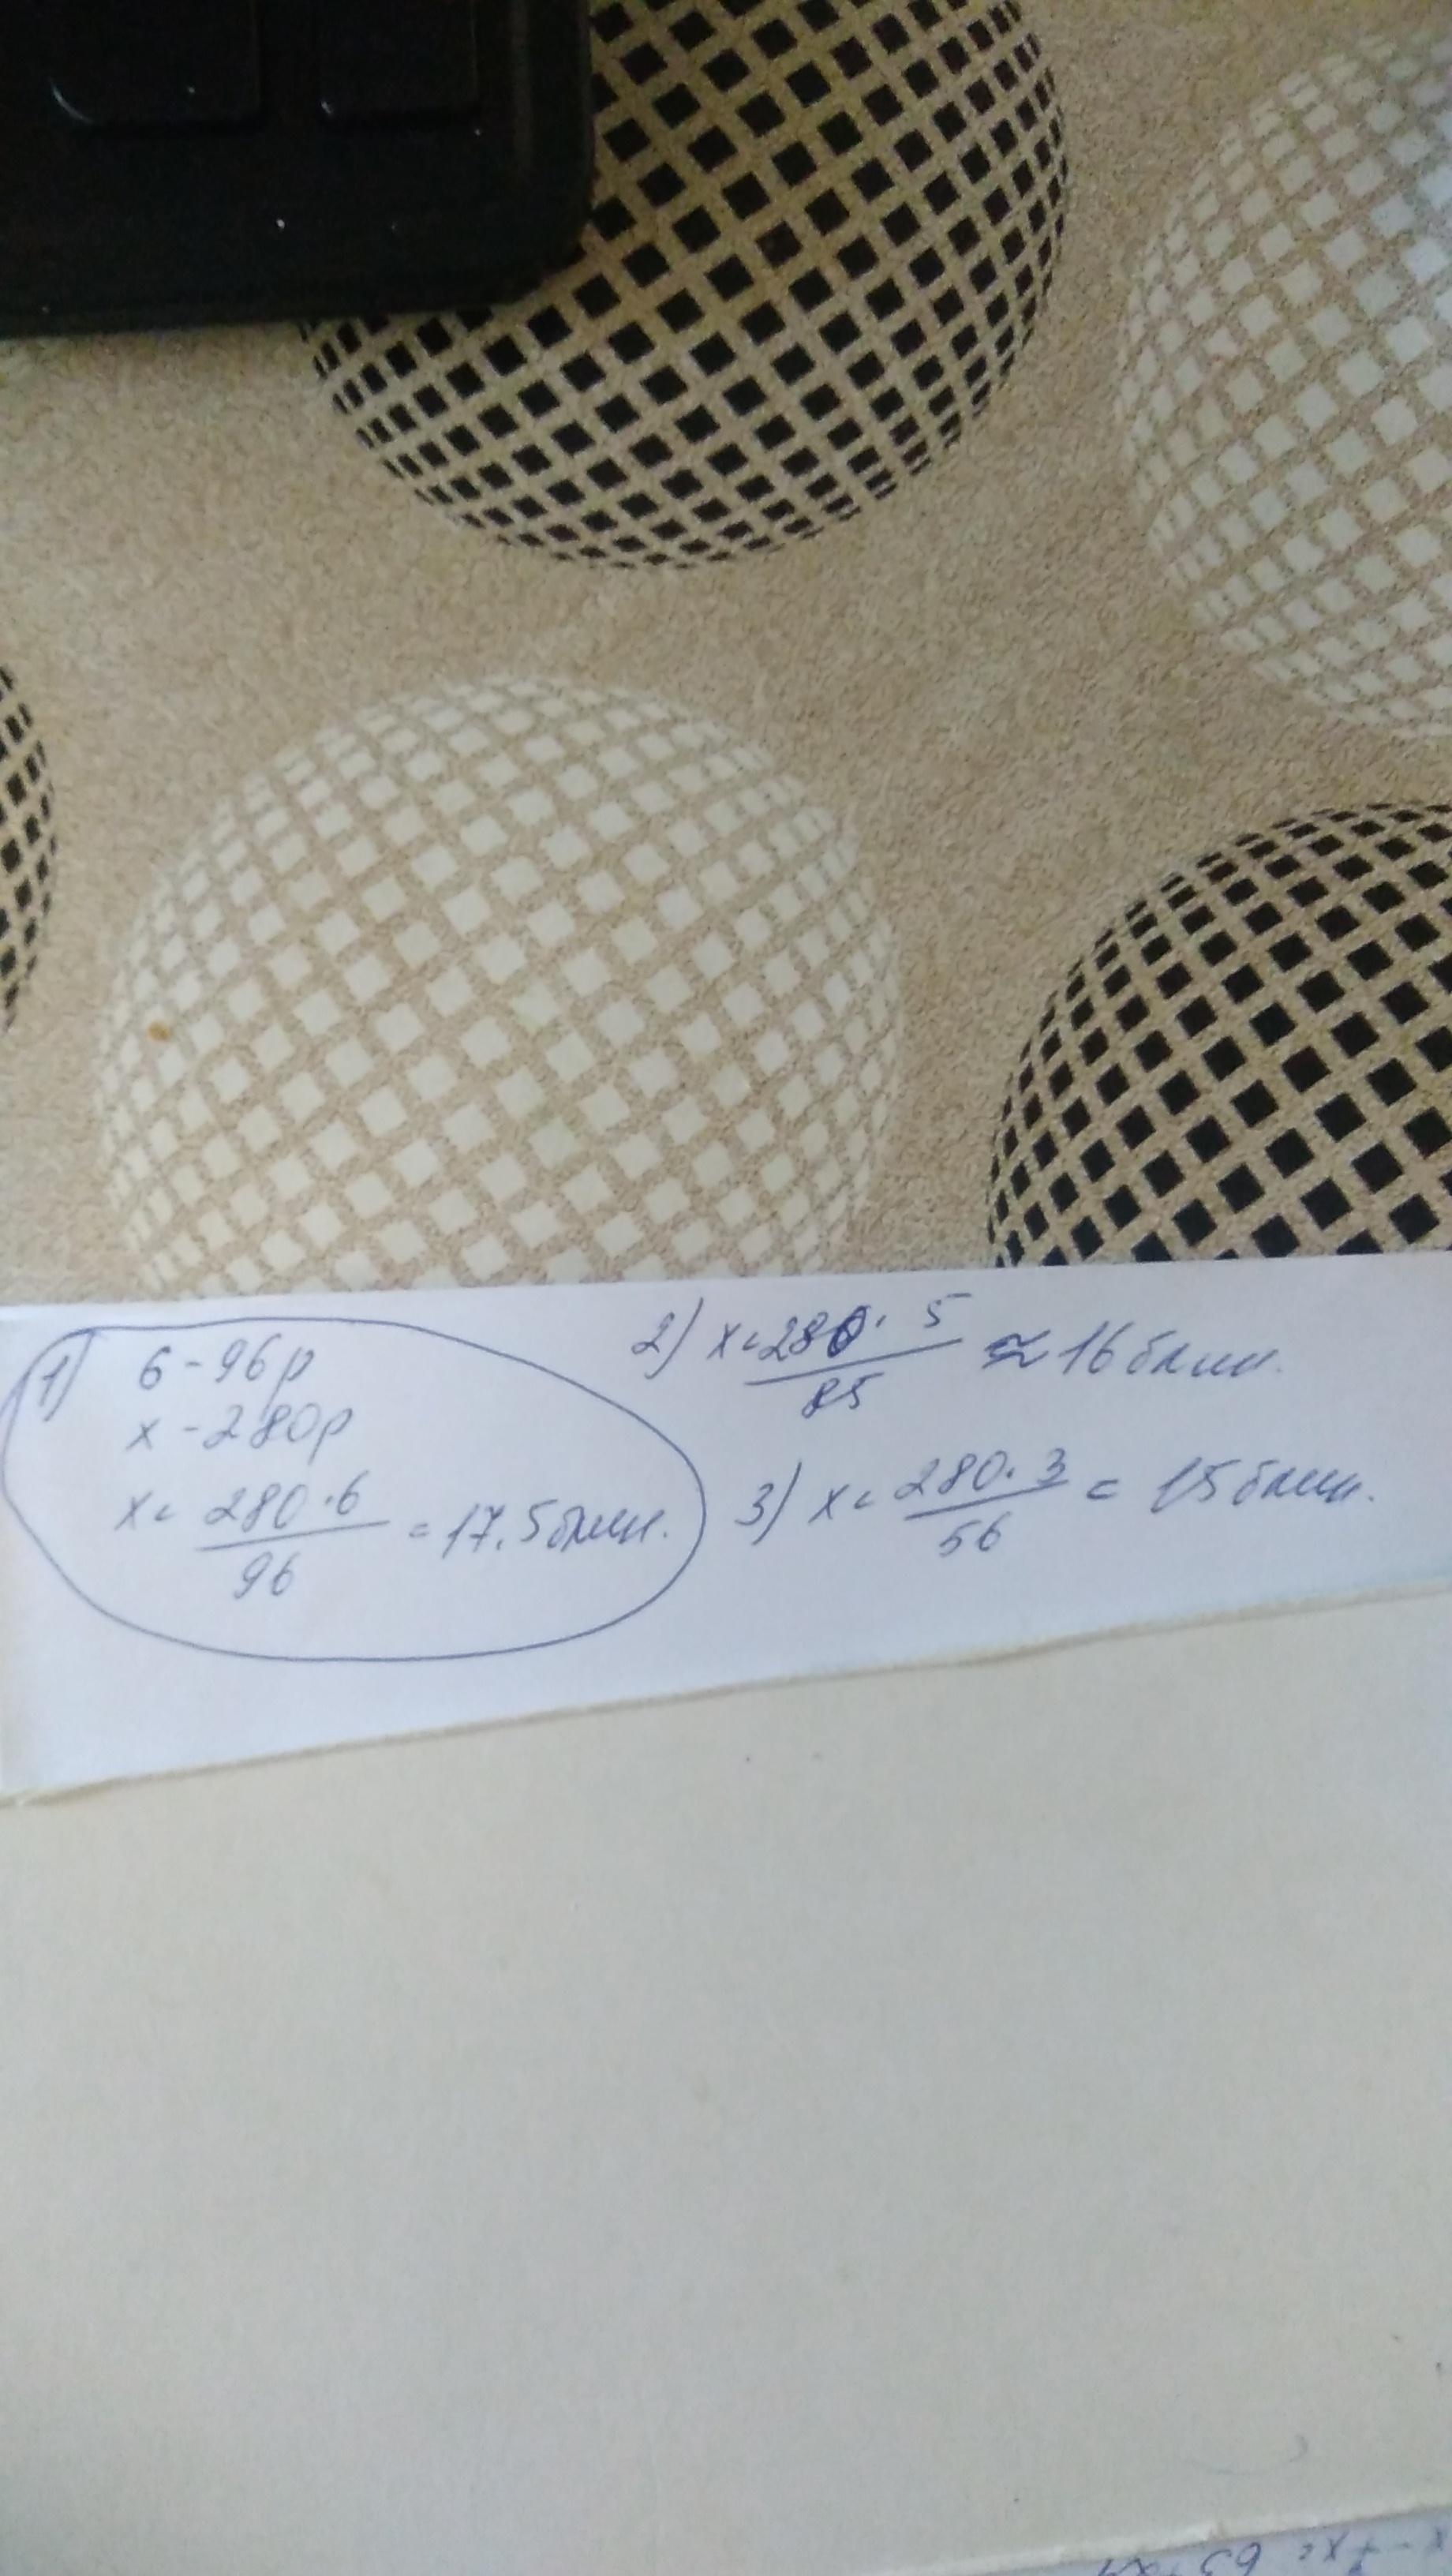 1) 6 - 96р
х - 280р
х = 280 · 6 / 96 = 17.5 блин.
2) х = 280 · 5 / 85 ≈ 16 блин.
3) х = 280 · 3 / 56 = 15 блин.